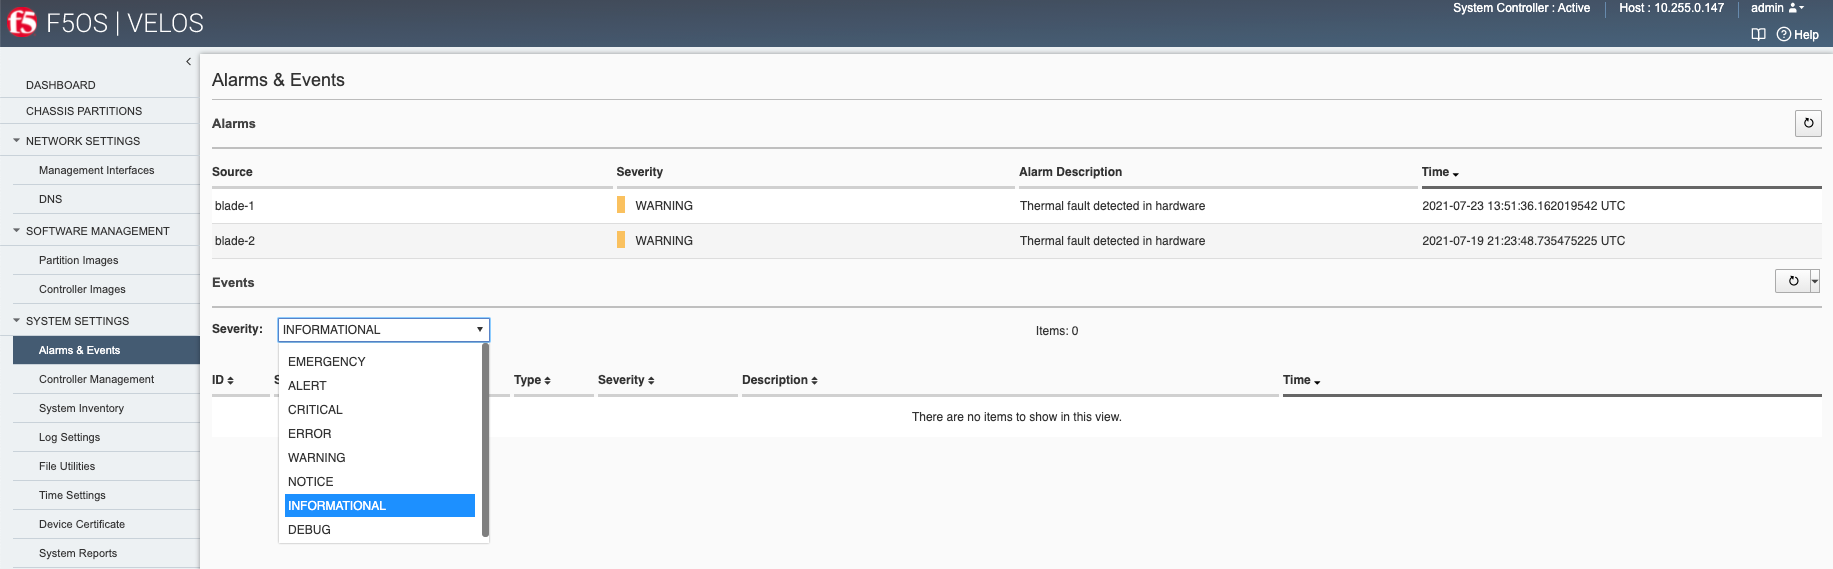 f5 F5OS | VELOS
System Controller : Active
Host : 10.255.0.147
admin
Help
DASHBOARD
CHASSIS PARTITIONS
NETWORK SETTINGS
Management Interfaces
DNS
SOFTWARE MANAGEMENT
Partition Images
Controller Images
SYSTEM SETTINGS
Alarms & Events
Controller Management
System Inventory
Log Settings
File Utilities
Time Settings
Device Certificate
System Reports
Alarms & Events
Alarms
Source Severity Alarm Description Time
blade-1 WARNING Thermal fault detected in hardware 2021-07-23 13:51:36.162019542 UTC
blade-2 WARNING Thermal fault detected in hardware 2021-07-19 21:23:48.735475225 UTC
Events
Severity: INFORMATIONAL Items: 0
EMERGENCY
ALERT
CRITICAL
ERROR
WARNING
NOTICE
INFORMATIONAL
DEBUG
ID Type Severity Description Time
There are no items to show in this view.